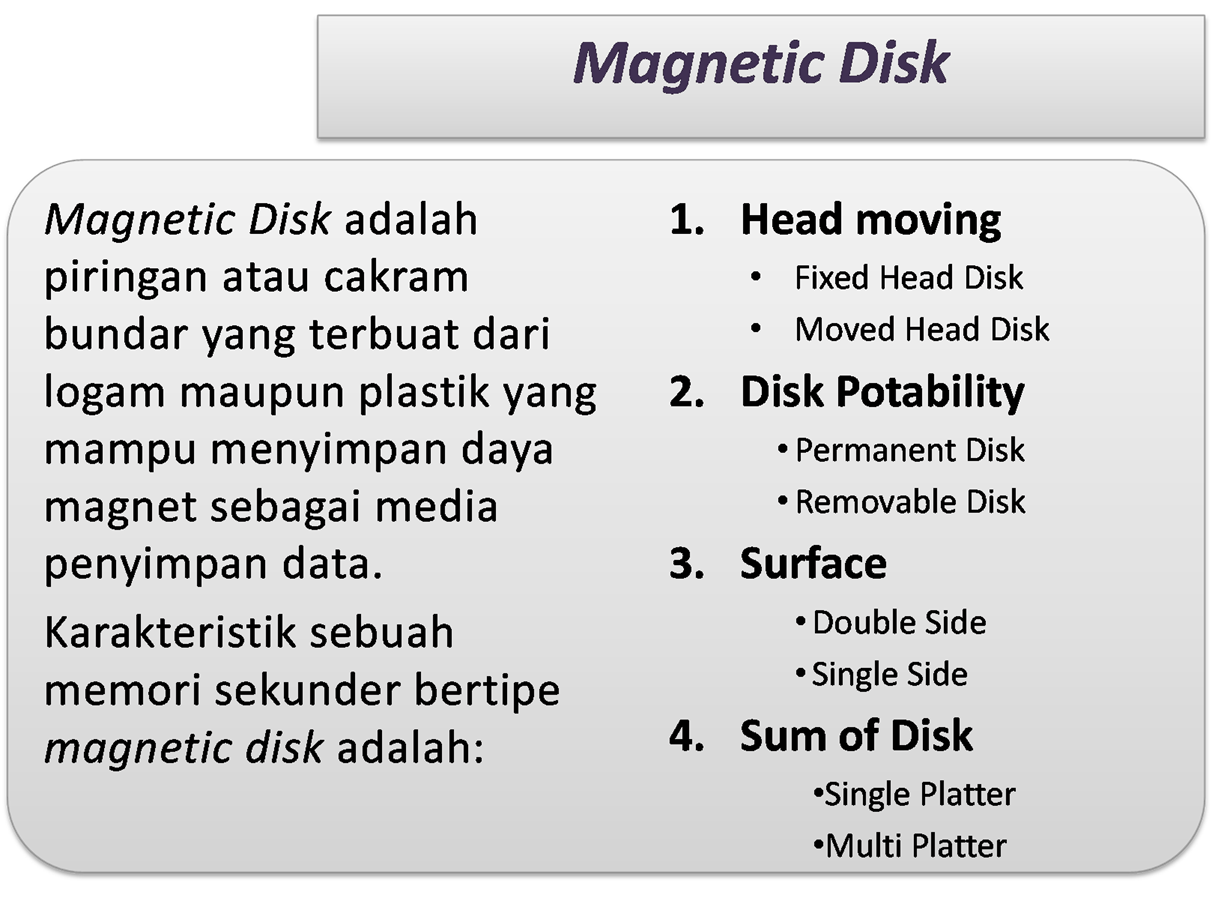 Magnetic Disk
Magnetic Disk adalah
piringan atau cakram
bundar yang terbuat dari
logam maupun plastik yang
mampu menyimpan daya
magnet sebagai media
penyimpan data.
Karakteristik sebuah
memori sekunder bertipe
magnetic disk adalah:
1. Head moving
• Fixed Head Disk
• Moved Head Disk
2. Disk Potability
• Permanent Disk
• Removable Disk
3. Surface
• Double Side
• Single Side
4. Sum of Disk
•Single Platter
•Multi Platter